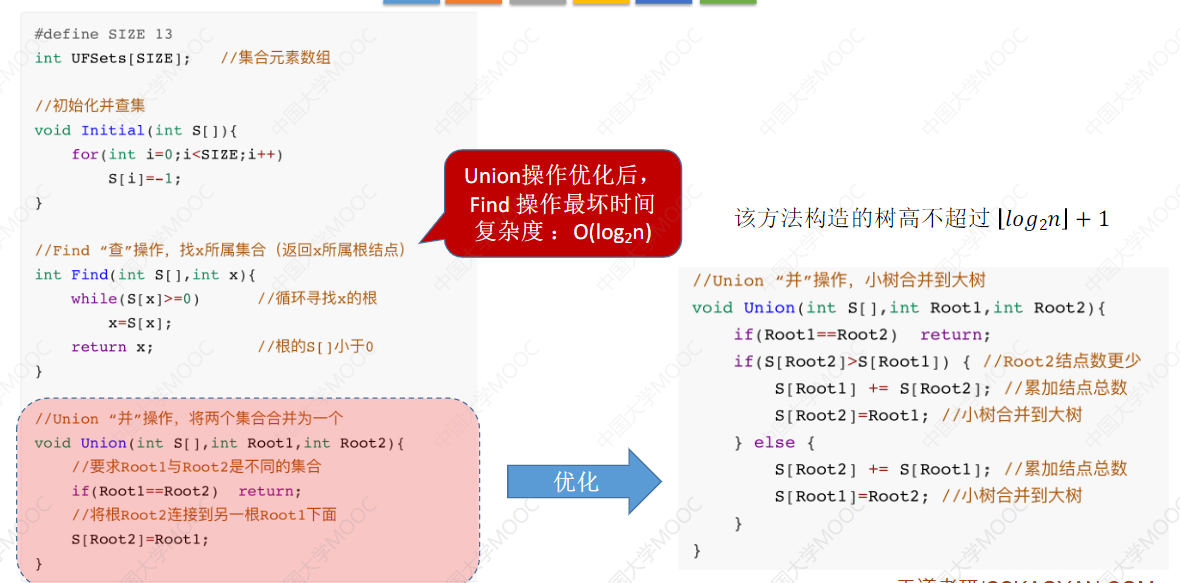 #define SIZE 13
int UFSets[SIZE];   //集合元素数组
//初始化并查集
void Initial(int S[]){
    for(int i=0;i<SIZE;i++)
        S[i]=-1;
}
//Find “查”操作，找x所属集合（返回x所属根结点）
int Find(int S[],int x){
    while(S[x]>=0)      //循环寻找x的根
        x=S[x];
    return x;           //根的S[]小于0
}
//Union “并”操作，将两个集合合并为一个
void Union(int S[],int Root1,int Root2){
    //要求Root1与Root2是不同的集合
    if(Root1==Root2)  return;
    //将根Root2连接到另一根Root1下面
    S[Root2]=Root1;
}
Union操作优化后，
Find 操作最坏时间
复杂度：O(log₂n)
优化
该方法构造的树高不超过 ⌊log₂n⌋ + 1
//Union “并”操作，小树合并到大树
void Union(int S[],int Root1,int Root2){
    if(Root1==Root2)  return;
    if(S[Root2]>S[Root1]) { //Root2结点数更少
        S[Root1] += S[Root2]; //累加结点总数
        S[Root2]=Root1; //小树合并到大树
    } else {
        S[Root2] += S[Root1]; //累加结点总数
        S[Root1]=Root2; //小树合并到大树
    }
}
中国大学MOOC